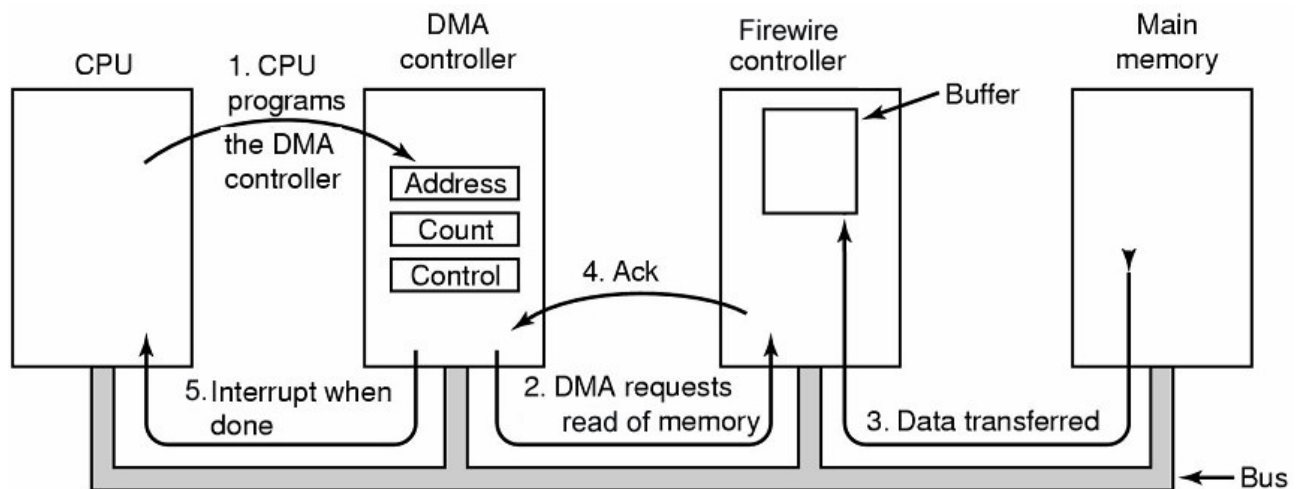 CPU
1. CPU
programs
the DMA
controller
DMA
controller
Address
Count
Control
Firewire
controller
Buffer
Main
memory
4. Ack
5. Interrupt when
done
2. DMA requests
read of memory
3. Data transferred
Bus